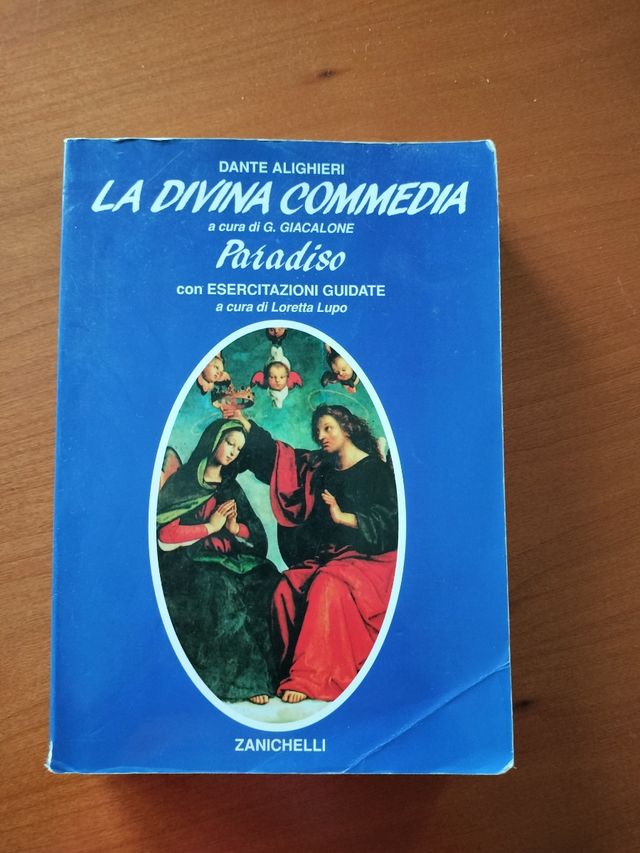 DANTE ALIGHIERI
LA DIVINA COMMEDIA
a cura di G. GIACALONE
Paradiso
con ESERCITAZIONI GUIDATE
a cura di Loretta Lupo
ZANICHELLI